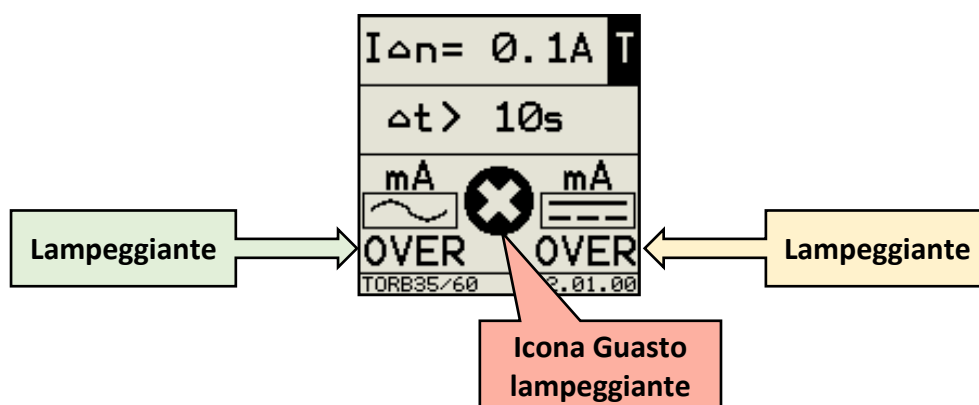 I△n= 0.1A T
△t> 10s
mA mA
Lampeggiante OVER OVER Lampeggiante
TORB35/60 2.01.00
Icona Guasto
lampeggiante